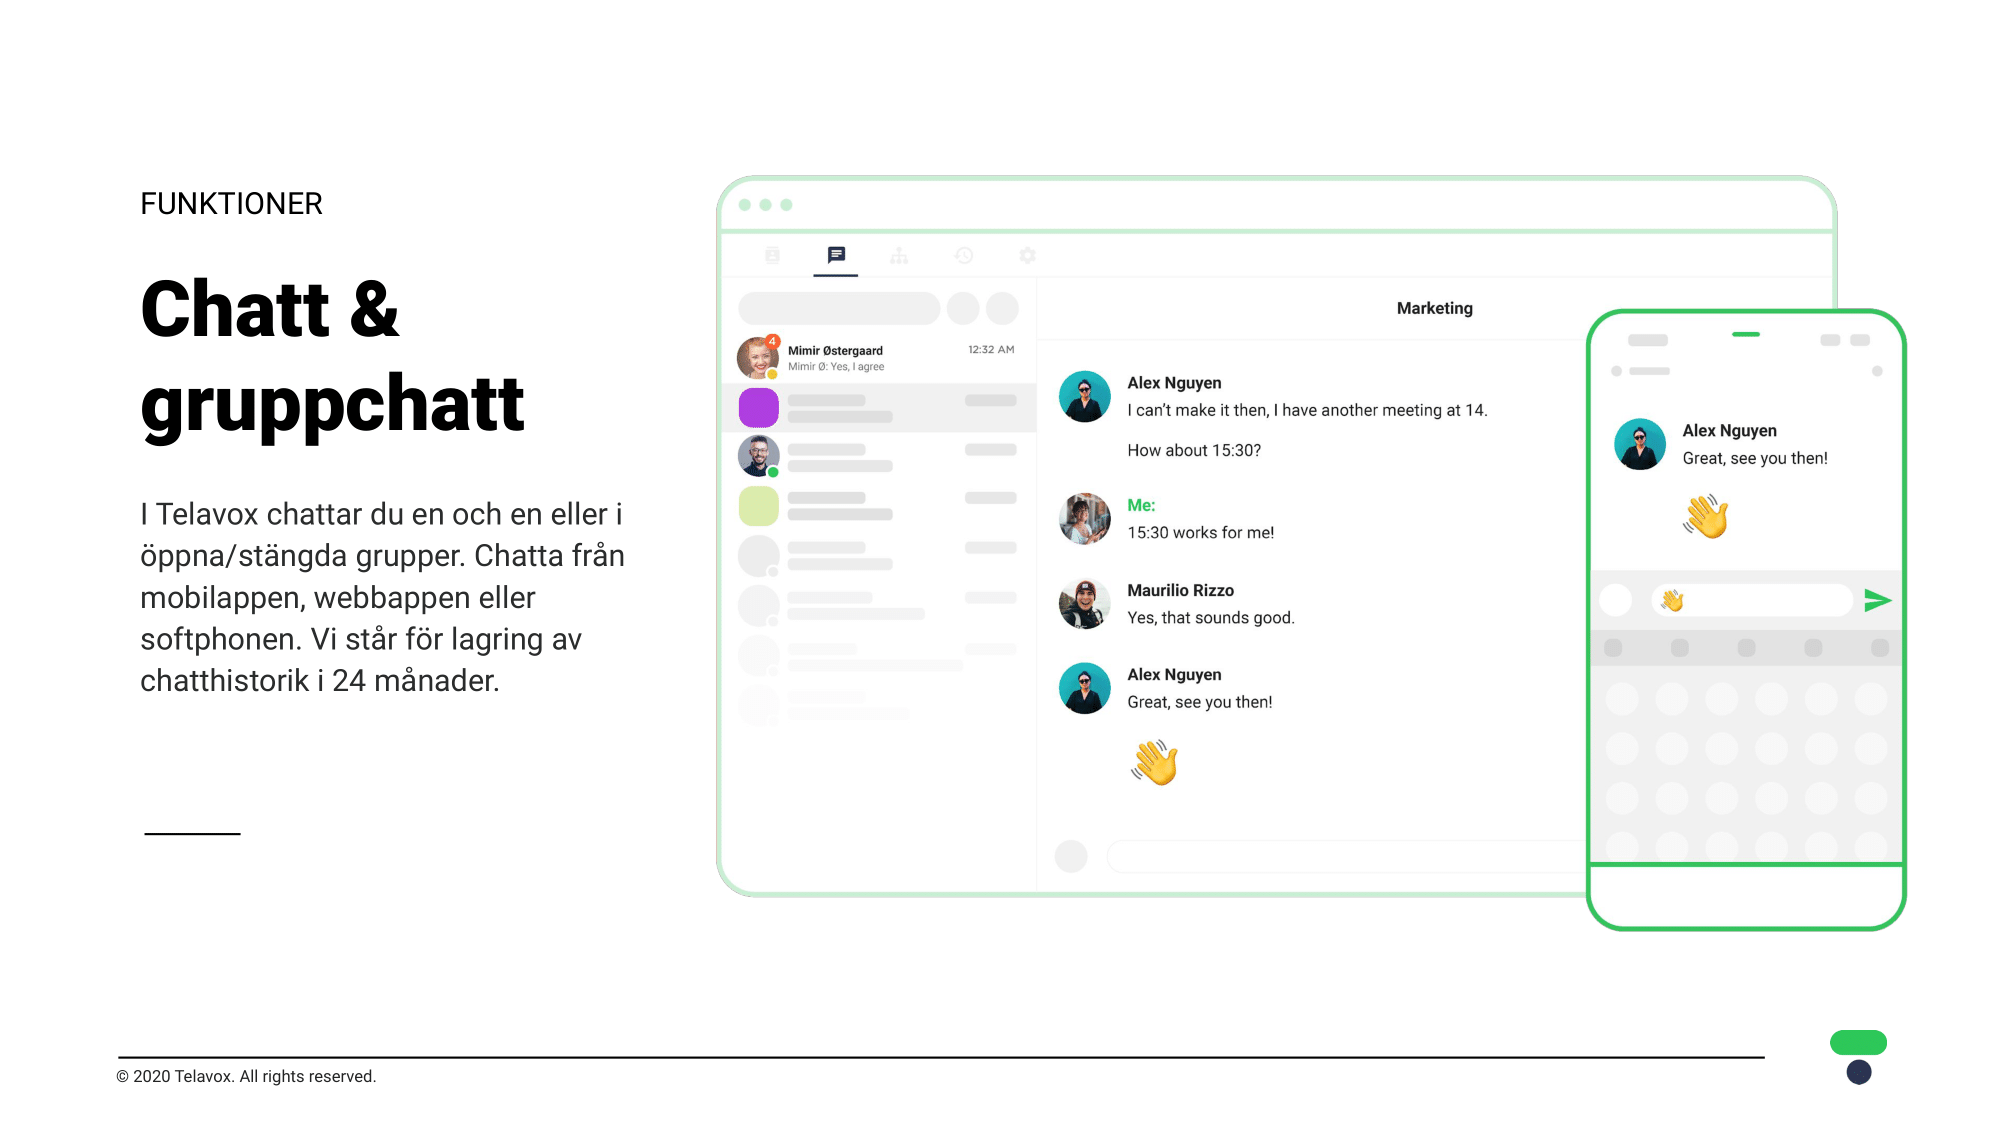 FUNKTIONER
Chatt &
gruppchatt
I Telavox chattar du en och en eller i
öppna/stängda grupper. Chatta från
mobilappen, webbappen eller
softphonen. Vi står för lagring av
chatthistorik i 24 månader.
4
Mimir Østergaard
12:32 AM
Mimir Ø: Yes, I agree
Marketing
Alex Nguyen
I can’t make it then, I have another meeting at 14.
How about 15:30?
Me:
15:30 works for me!
Maurilio Rizzo
Yes, that sounds good.
Alex Nguyen
Great, see you then!
👋
Alex Nguyen
Great, see you then!
👋
👋
© 2020 Telavox. All rights reserved.